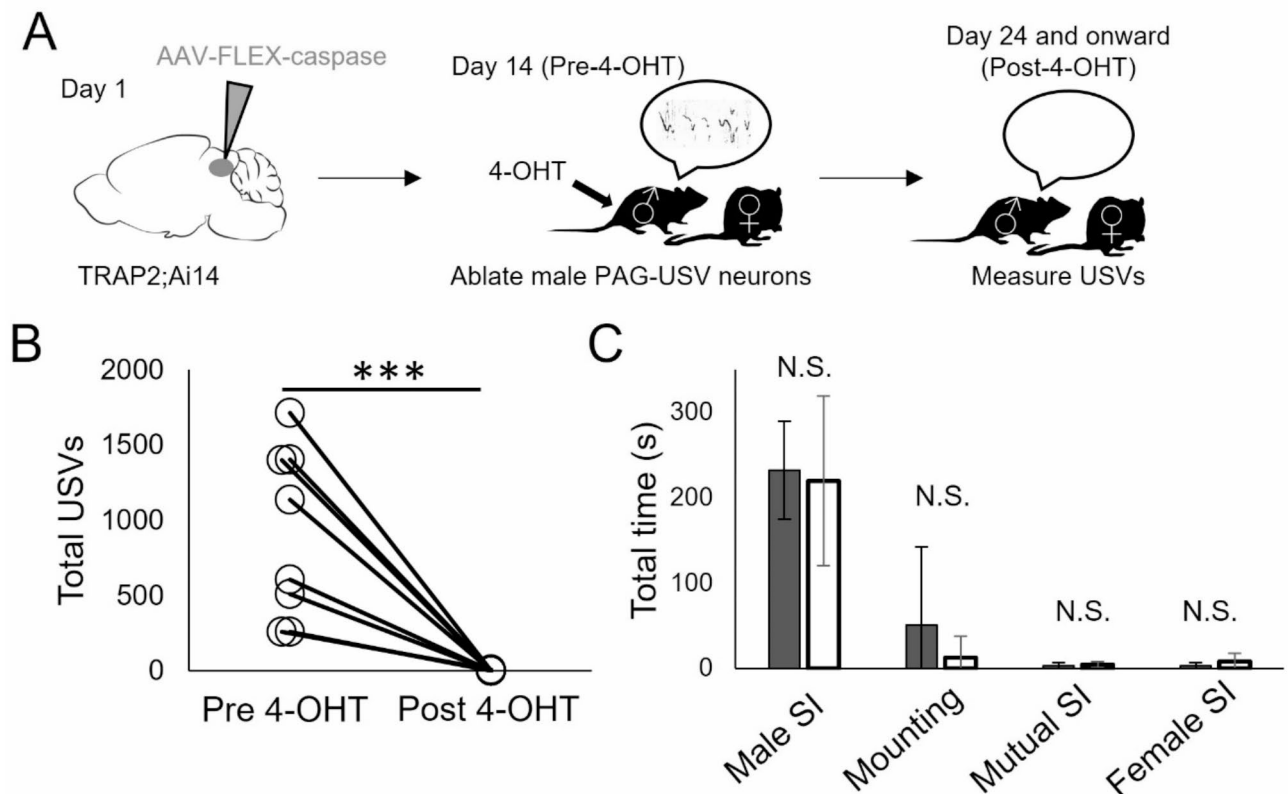 A
AAV-FLEX-caspase
Day 1
TRAP2;Ai14
Day 14 (Pre-4-OHT)
4-OHT
♂ ♀
Ablate male PAG-USV neurons
Day 24 and onward
(Post-4-OHT)
♂ ♀
Measure USVs
B
Total USVs
2000
1500
1000
500
0
***
Pre 4-OHT Post 4-OHT
C
Total time (s)
300
200
100
0
N.S.
N.S.
N.S. N.S.
Male SI
Mounting
Mutual SI
Female SI